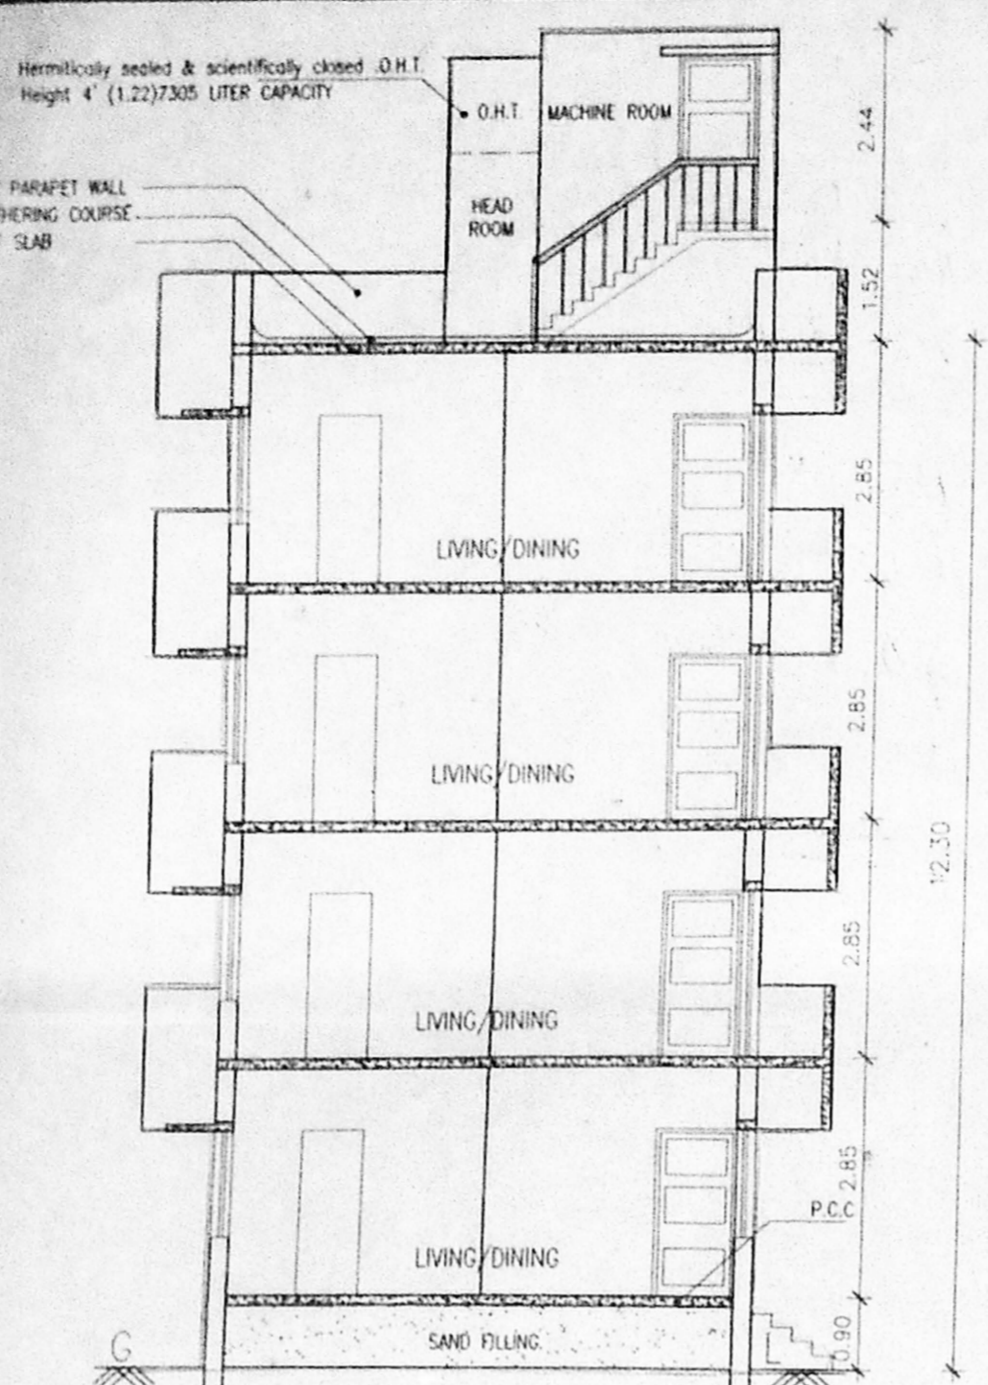 Hermitically sealed & scientifically closed .O.H.T.
Height 4' (1.22)7305 LITER CAPACITY
O.H.T.
MACHINE ROOM
2.44
PARAPET WALL
HERING COURSE
SLAB
HEAD
ROOM
1.52
2.85
LIVING/DINING
2.85
LIVING/DINING
12.30
2.85
LIVING/DINING
2.85
P.C.C
LIVING/DINING
SAND FILLING.
0.90
G